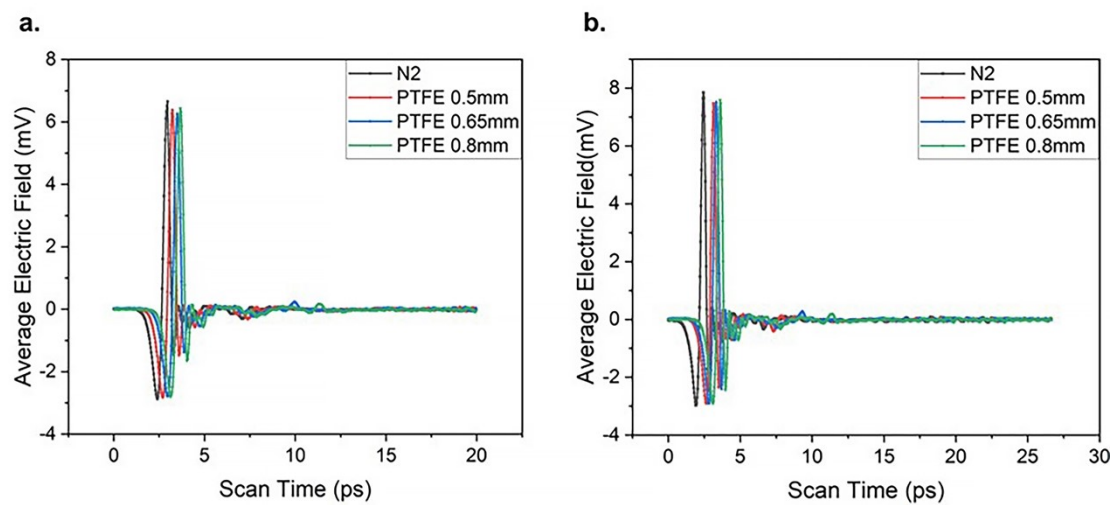 a.
8
6
4
2
0
-2
-4
Average Electric Field (mV)
N2
PTFE 0.5mm
PTFE 0.65mm
PTFE 0.8mm
0 5 10 15 20
Scan Time (ps)
b.
8
6
4
2
0
-2
-4
Average Electric Field(mV)
N2
PTFE 0.5mm
PTFE 0.65mm
PTFE 0.8mm
0 5 10 15 20 25 30
Scan Time (ps)